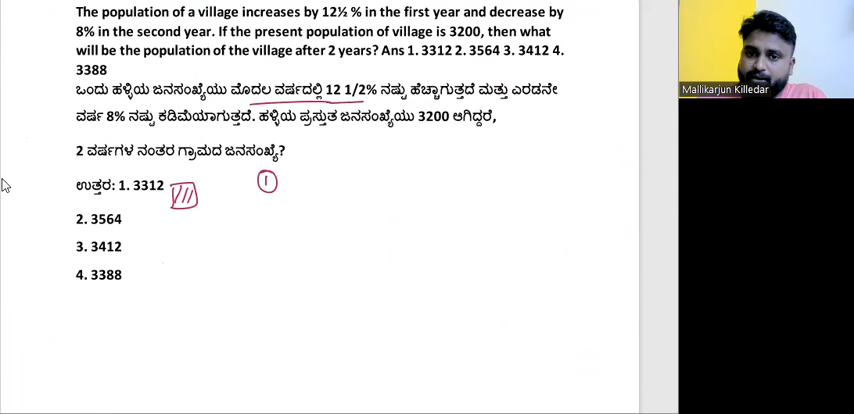 The population of a village increases by 12½ % in the first year and decrease by
8% in the second year. If the present population of village is 3200, then what
will be the population of the village after 2 years? Ans 1. 3312 2. 3564 3. 3412 4.
3388
ಒಂದು ಹಳ್ಳಿಯ ಜನಸಂಖ್ಯೆಯು ಮೊದಲ ವರ್ಷದಲ್ಲಿ 12 1/2% ನಷ್ಟು ಹೆಚ್ಚಾಗುತ್ತದೆ ಮತ್ತು ಎರಡನೇ
ವರ್ಷ 8% ನಷ್ಟು ಕಡಿಮೆಯಾಗುತ್ತದೆ. ಹಳ್ಳಿಯ ಪ್ರಸ್ತುತ ಜನಸಂಖ್ಯೆಯು 3200 ಆಗಿದ್ದರೆ,
2 ವರ್ಷಗಳ ನಂತರ ಗ್ರಾಮದ ಜನಸಂಖ್ಯೆ?
ಉತ್ತರ: 1. 3312
1
2. 3564
3. 3412
4. 3388
Mallikarjun Killedar